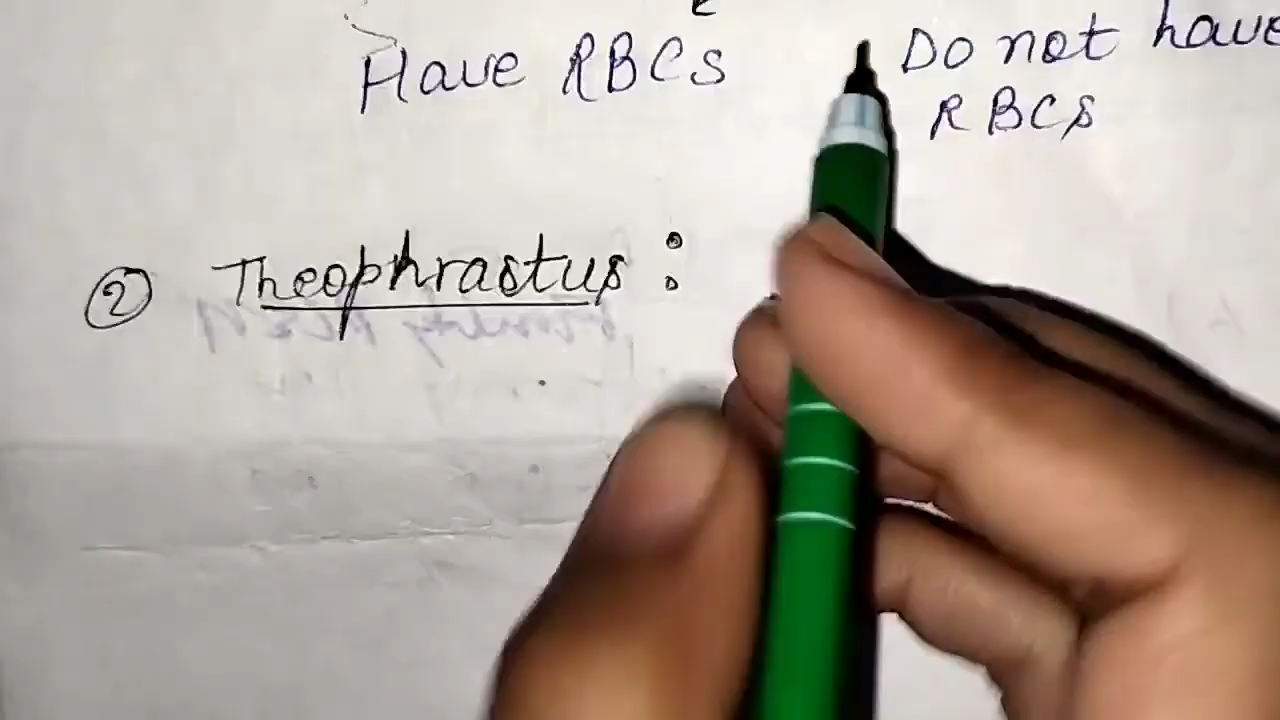 Have RBCs
Do not have
RBCs
② Theophrastus :